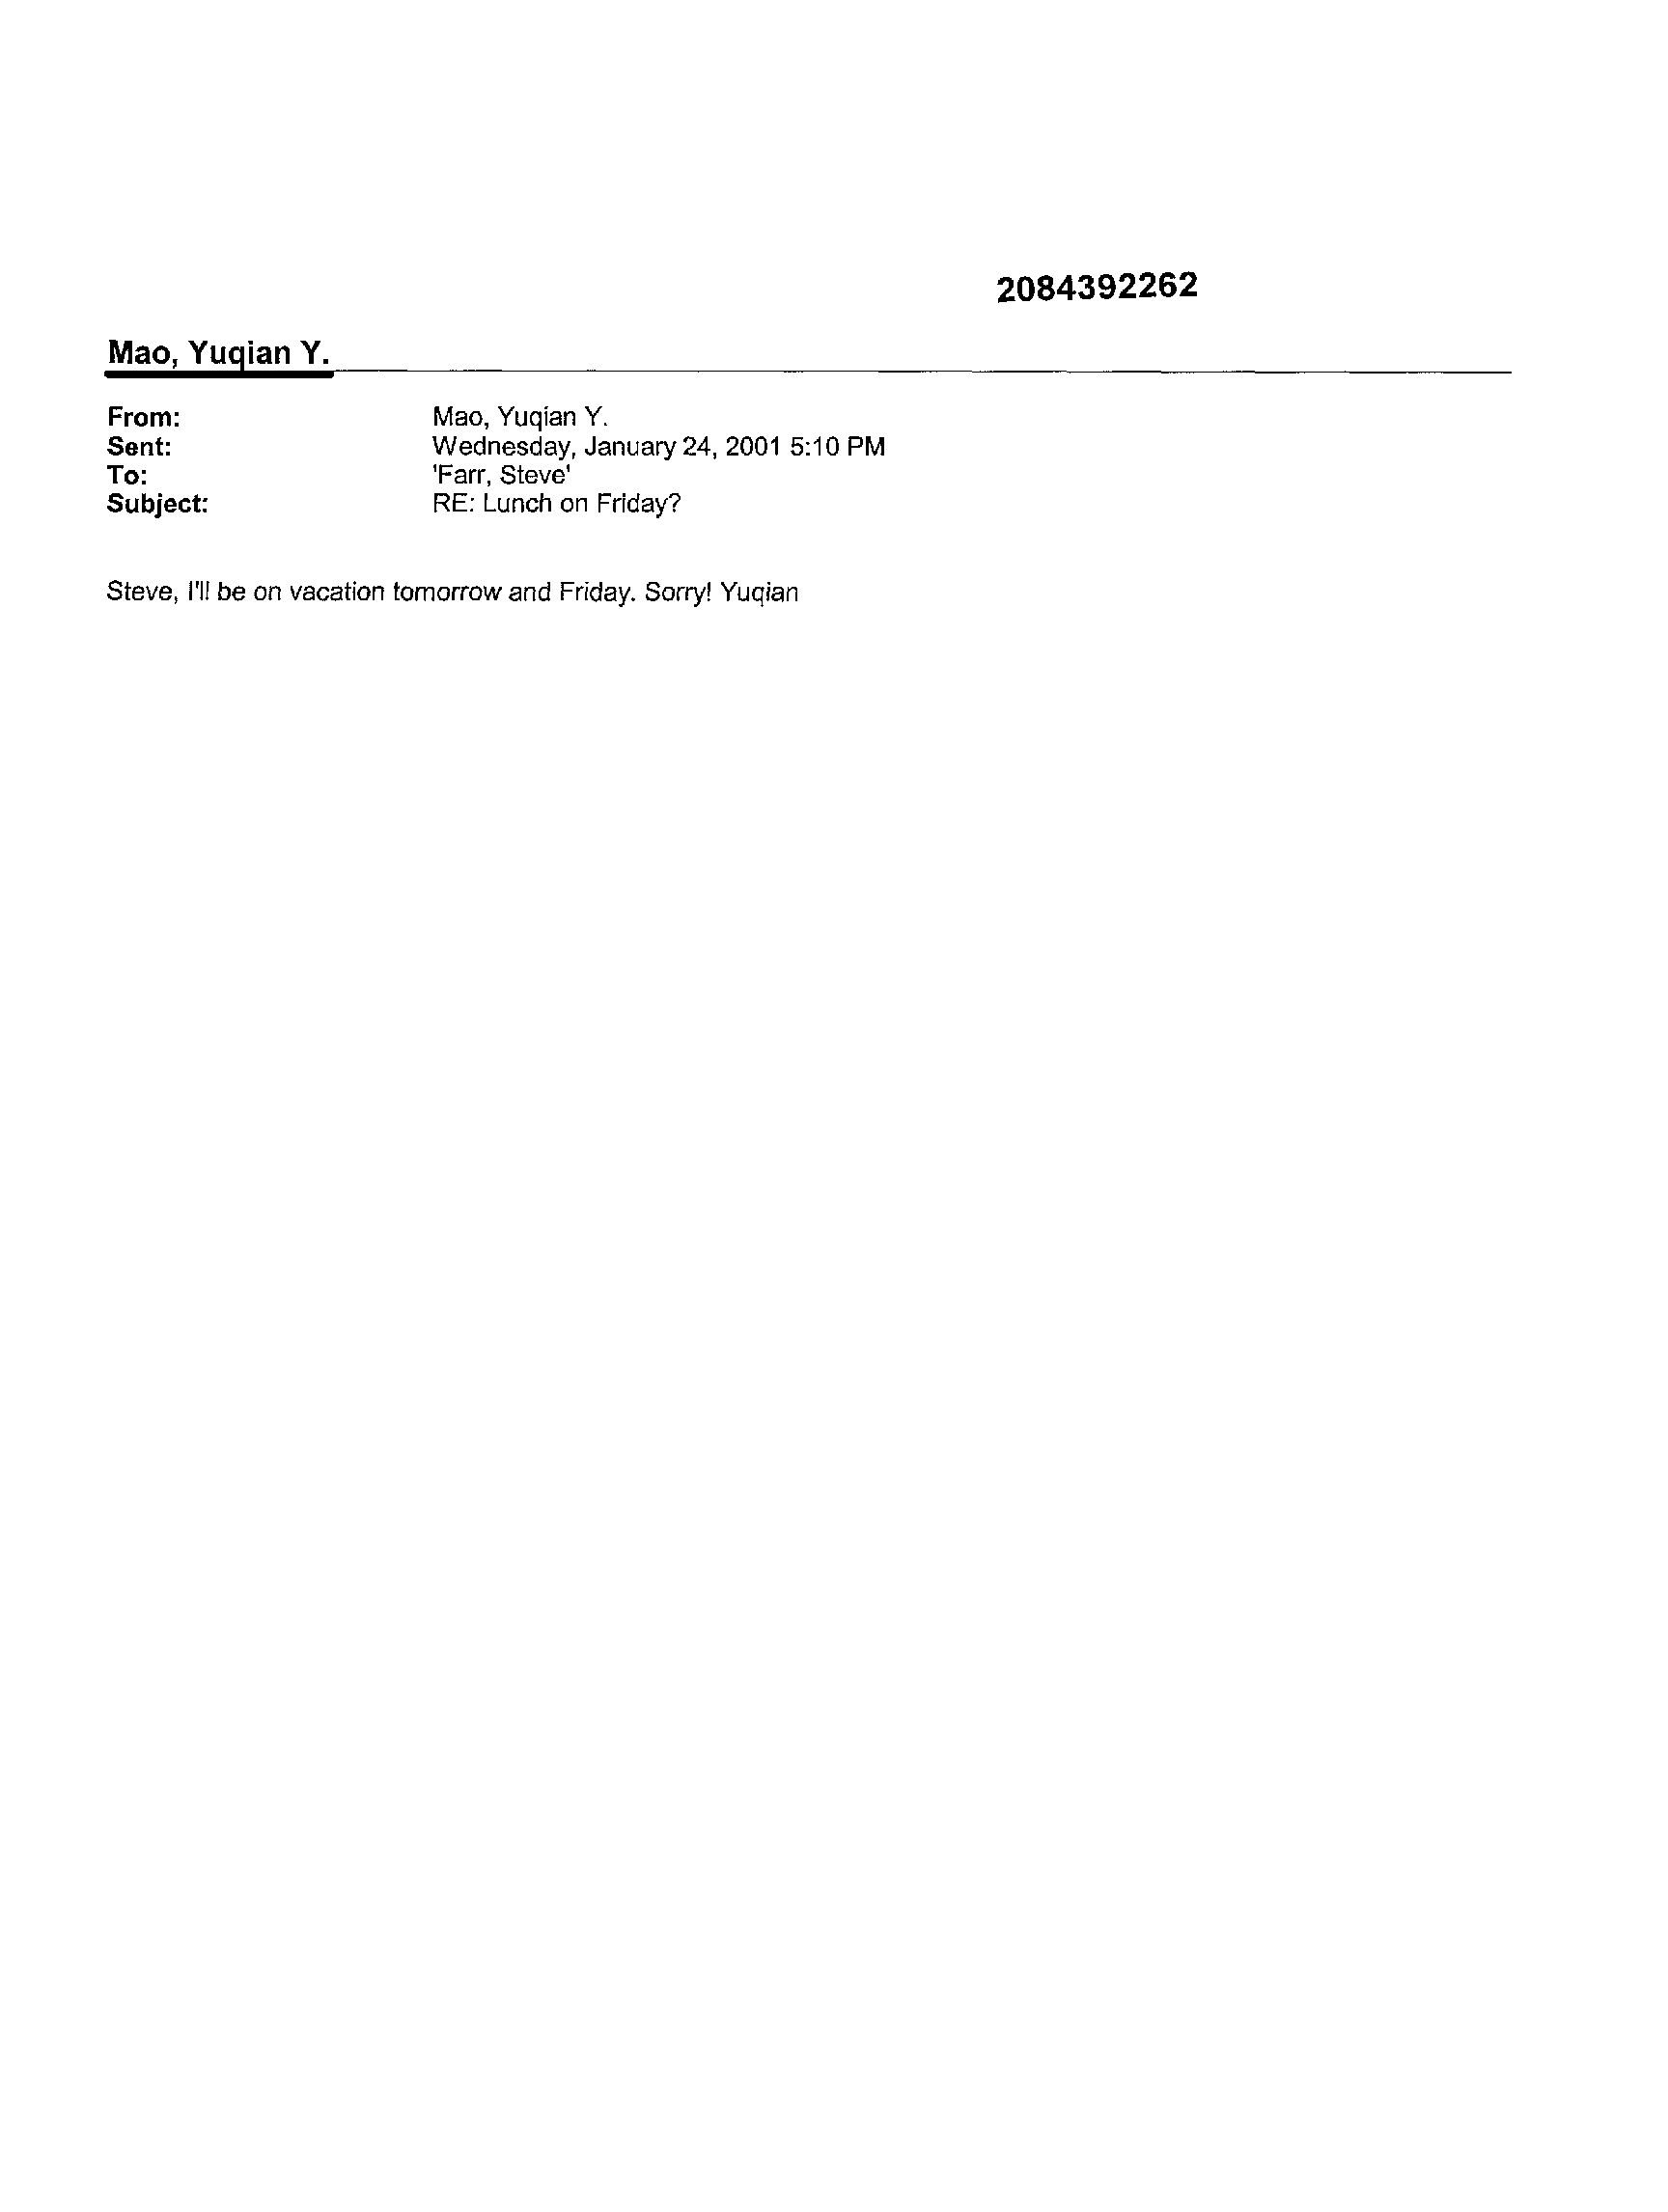 2084392262
Mao, Yuqian Y.
From: Mao, Yuqian Y.
Sent: Wednesday, January 24, 2001 5:10 PM
To: 'Farr, Steve'
Subject: RE: Lunch on Friday?
Steve, I'll be on vacation tomorrow and Friday. Sorry! Yuqian